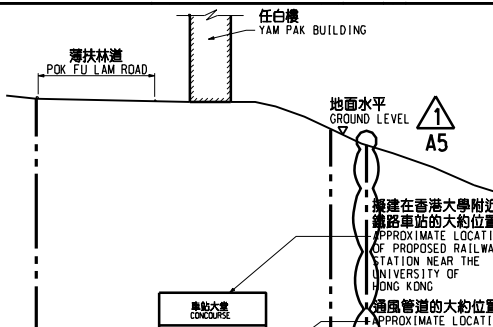 任白樓
YAM PAK BUILDING
薄扶林道
POK FU LAM ROAD
地面水平
GROUND LEVEL
1
A5
擬建在香港大學附近
鐵路車站的大約位置
APPROXIMATE LOCATI
OF PROPOSED RAILWA
STATION NEAR THE
UNIVERSITY OF
HONG KONG
車站大堂
CONCOURSE
通風管道的大約位置
APPROXIMATE LOCATI